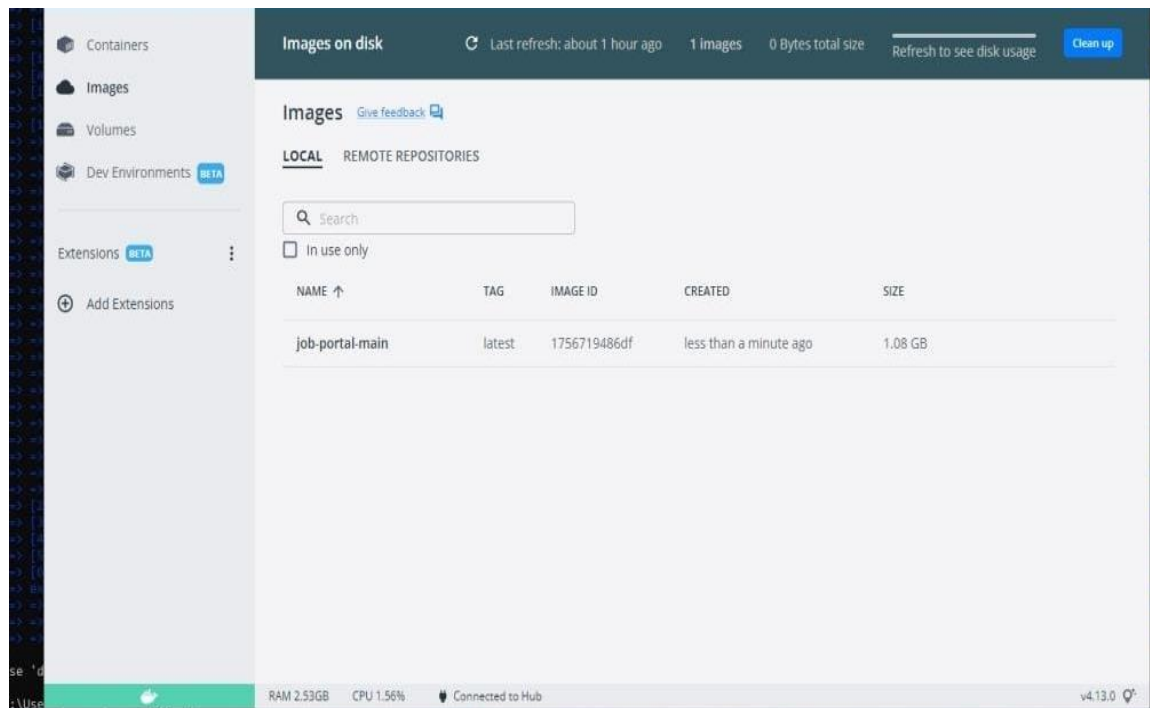 Containers
Images
Volumes
Dev Environments BETA
Extensions BETA
Add Extensions
Images on disk Last refresh: about 1 hour ago 1 images 0 Bytes total size Refresh to see disk usage Clean up
Images Give feedback
LOCAL REMOTE REPOSITORIES
Search
In use only
NAME TAG IMAGE ID CREATED SIZE
job-portal-main latest 1756719486df less than a minute ago 1.08 GB
se 'd
:\Use
RAM 2.53GB CPU 1.56% Connected to Hub v4.13.0